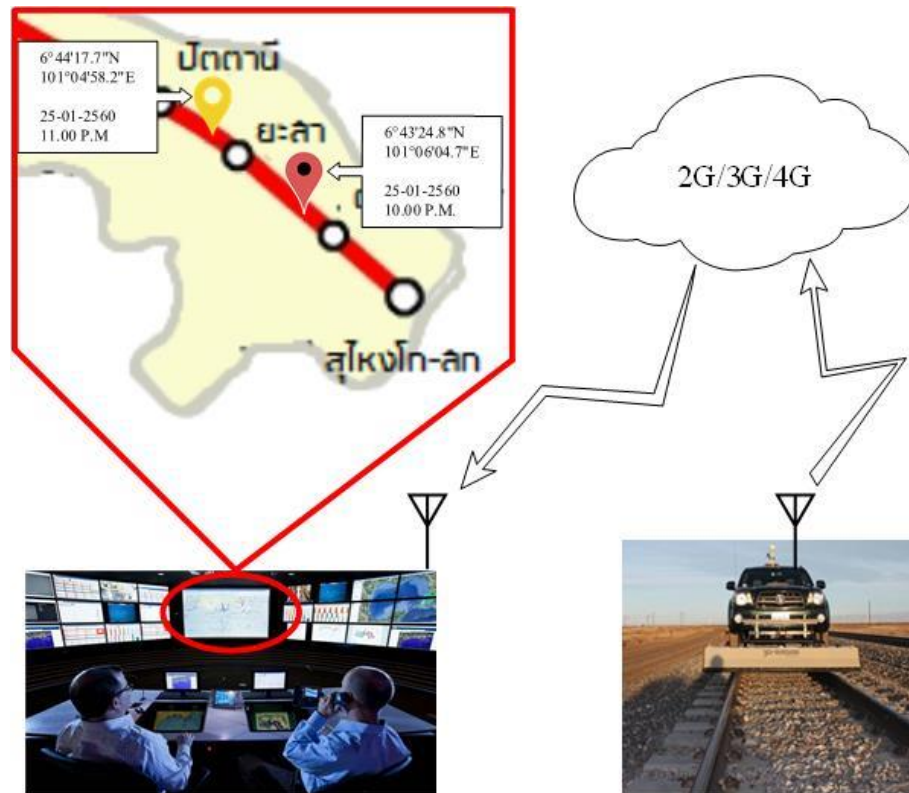 6°44'17.7"N
101°04'58.2"E
25-01-2560
11.00 P.M
ปัตตานี
ยะลา
6°43'24.8"N
101°06'04.7"E
25-01-2560
10.00 P.M.
สุไหงโก-ลก
2G/3G/4G